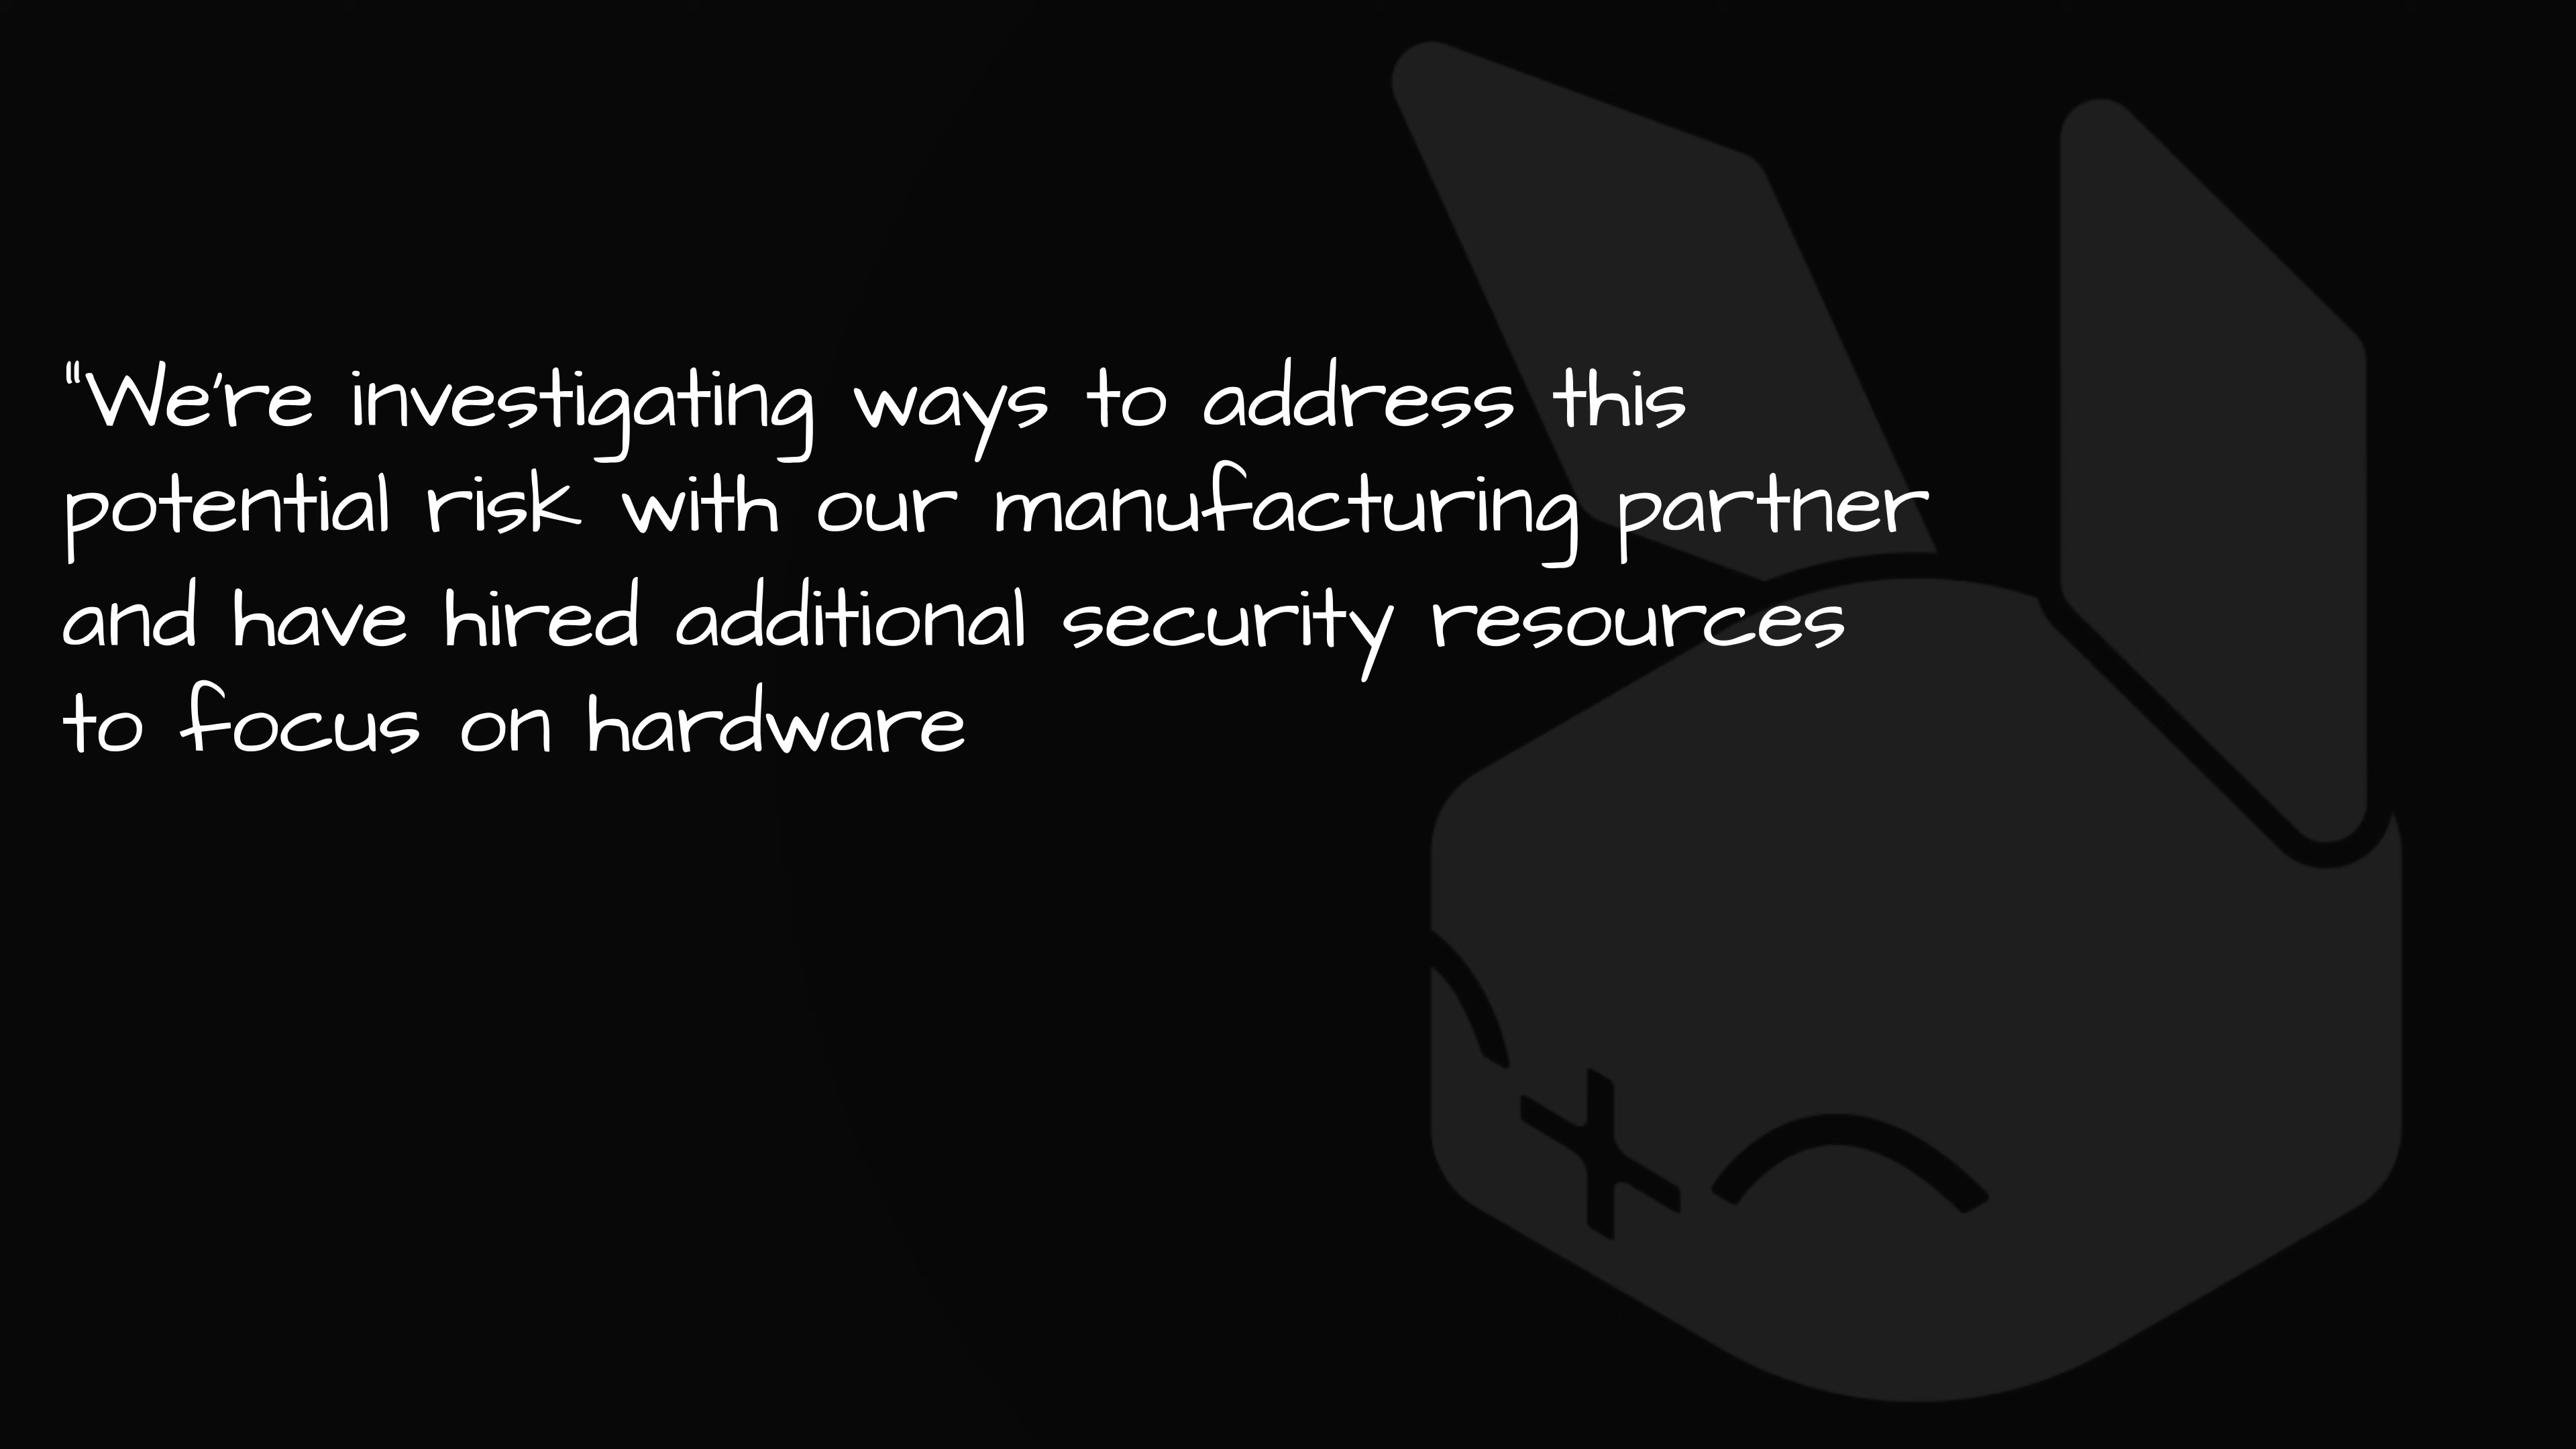 “We’re investigating ways to address this
potential risk with our manufacturing partner
and have hired additional security resources
to focus on hardware